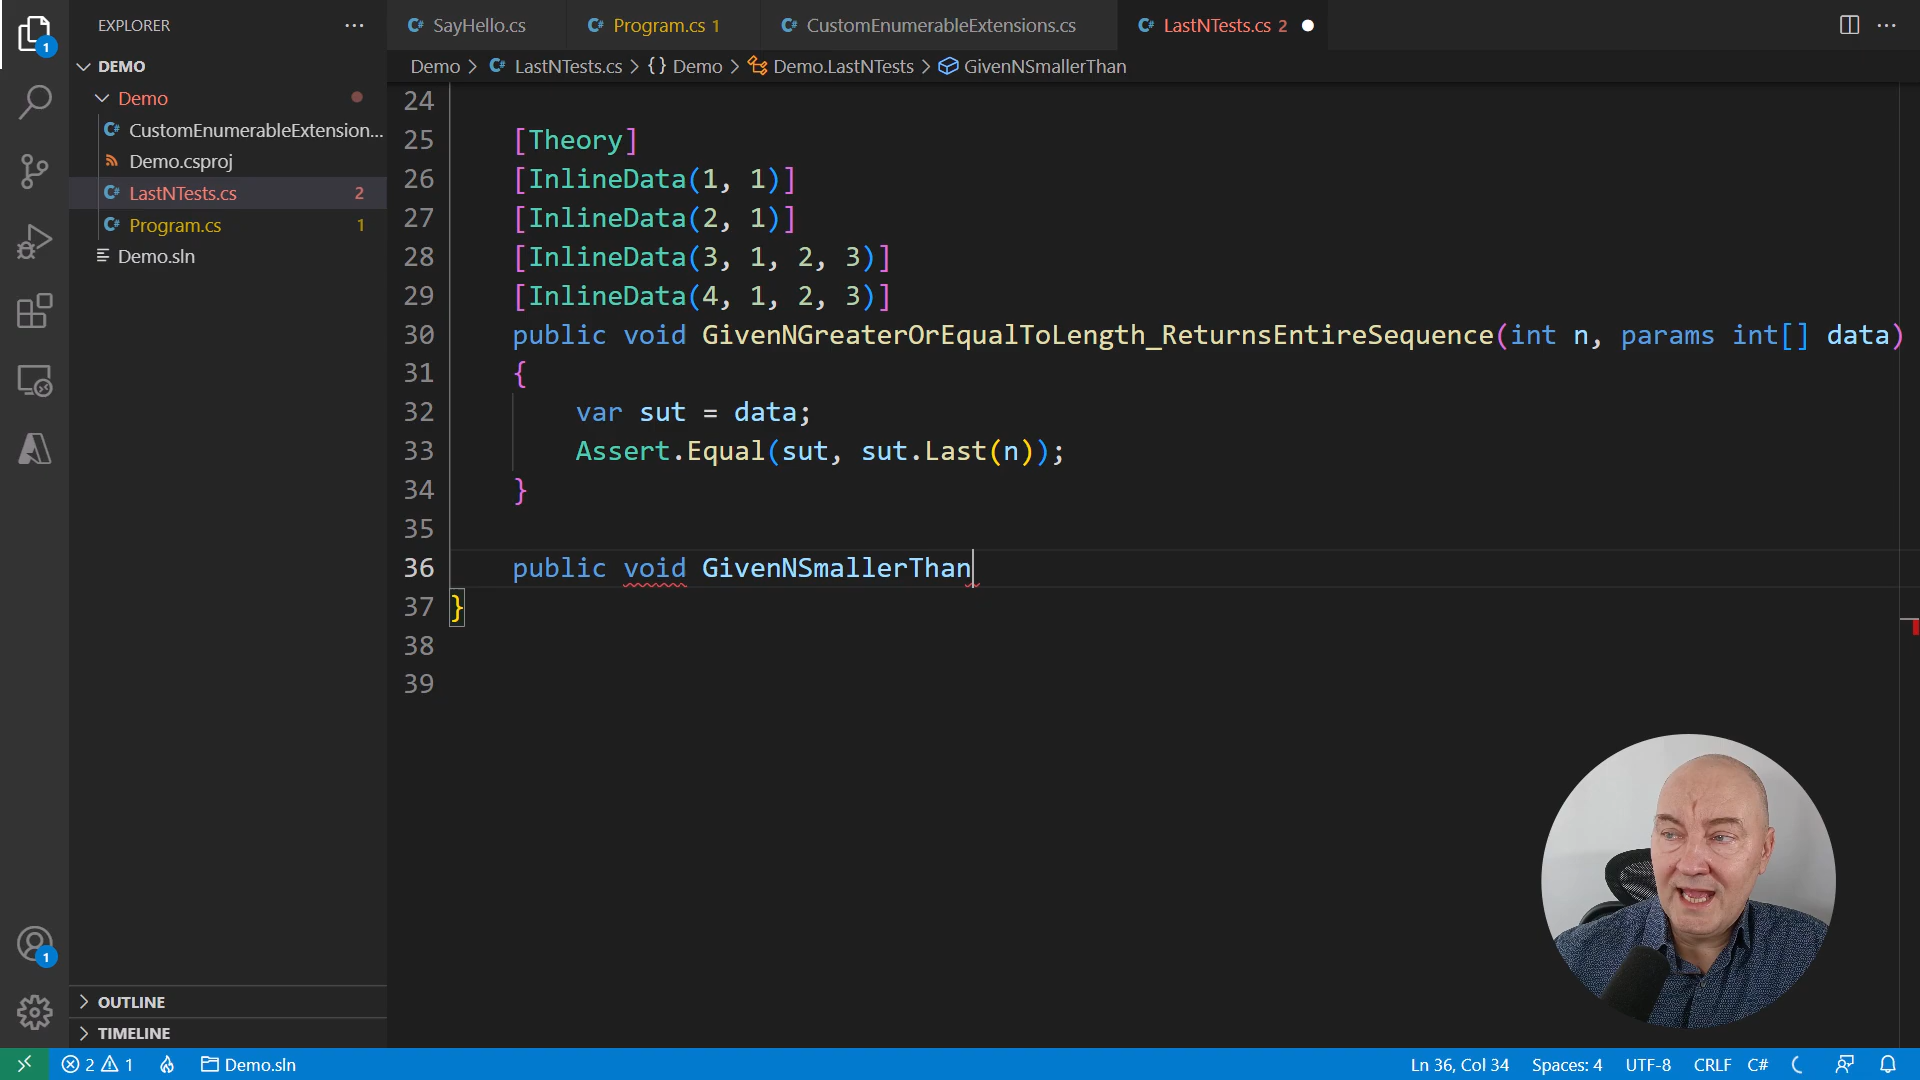 EXPLORER
DEMO
Demo
CustomEnumerableExtension...
Demo.csproj
LastNTests.cs 2
Program.cs 1
Demo.sln
OUTLINE
TIMELINE
C# SayHello.cs
C# Program.cs 1
C# CustomEnumerableExtensions.cs
C# LastNTests.cs 2
Demo > C# LastNTests.cs > {} Demo > Demo.LastNTests > GivenNSmallerThan
24
25 [Theory]
26 [InlineData(1, 1)]
27 [InlineData(2, 1)]
28 [InlineData(3, 1, 2, 3)]
29 [InlineData(4, 1, 2, 3)]
30 public void GivenNGreaterOrEqualToLength_ReturnsEntireSequence(int n, params int[] data)
31 {
32 var sut = data;
33 Assert.Equal(sut, sut.Last(n));
34 }
35
36 public void GivenNSmallerThan
37 }
38
39
1
1
2 1 Demo.sln
Ln 36, Col 34 Spaces: 4 UTF-8 CRLF C#